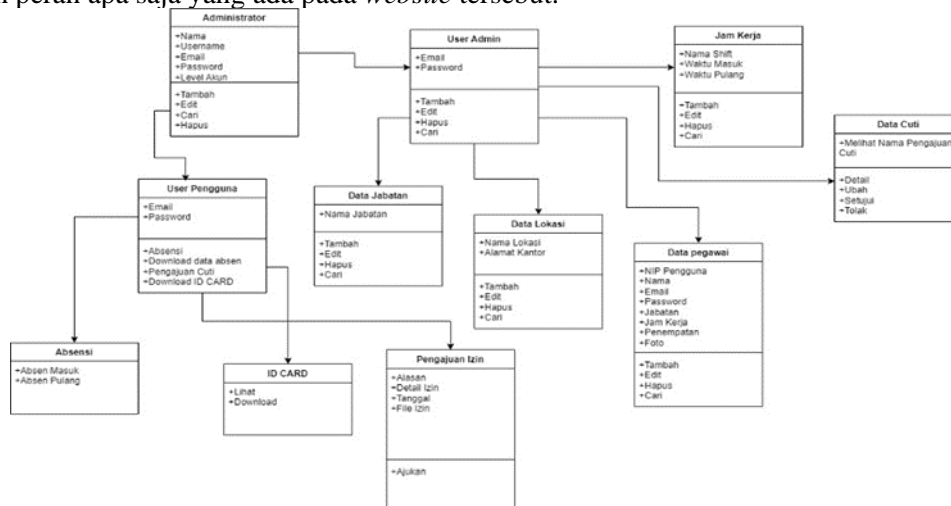 peran apa saja yang ada pada website tersebut.
Administrator
+Nama
+Username
+Email
+Password
+Level Akun
+Tambah
+Edit
+Cari
+Hapus
User Admin
+Email
+Password
+Tambah
+Edit
+Hapus
+Cari
Jam Kerja
+Nama Shift
+Waktu Masuk
+Waktu Pulang
+Tambah
+Edit
+Hapus
+Cari
Data Cuti
+Melihat Nama Pengajuan
Cuti
+Detail
+Ubah
+Setujui
+Tolak
User Pengguna
+Email
+Password
+Absensi
+Download data absen
+Pengajuan Cuti
+Download ID CARD
Data Jabatan
+Nama Jabatan
+Tambah
+Edit
+Hapus
+Cari
Data Lokasi
+Nama Lokasi
+Alamat Kantor
+Tambah
+Edit
+Hapus
+Cari
Data pegawai
+NIP Pengguna
+Nama
+Email
+Password
+Jabatan
+Jam Kerja
+Penempatan
+Foto
+Tambah
+Edit
+Hapus
+Cari
Absensi
+Absen Masuk
+Absen Pulang
ID CARD
+Lihat
+Download
Pengajuan Izin
+Alasan
+Detail Izin
+Tanggal
+File Izin
+Ajukan